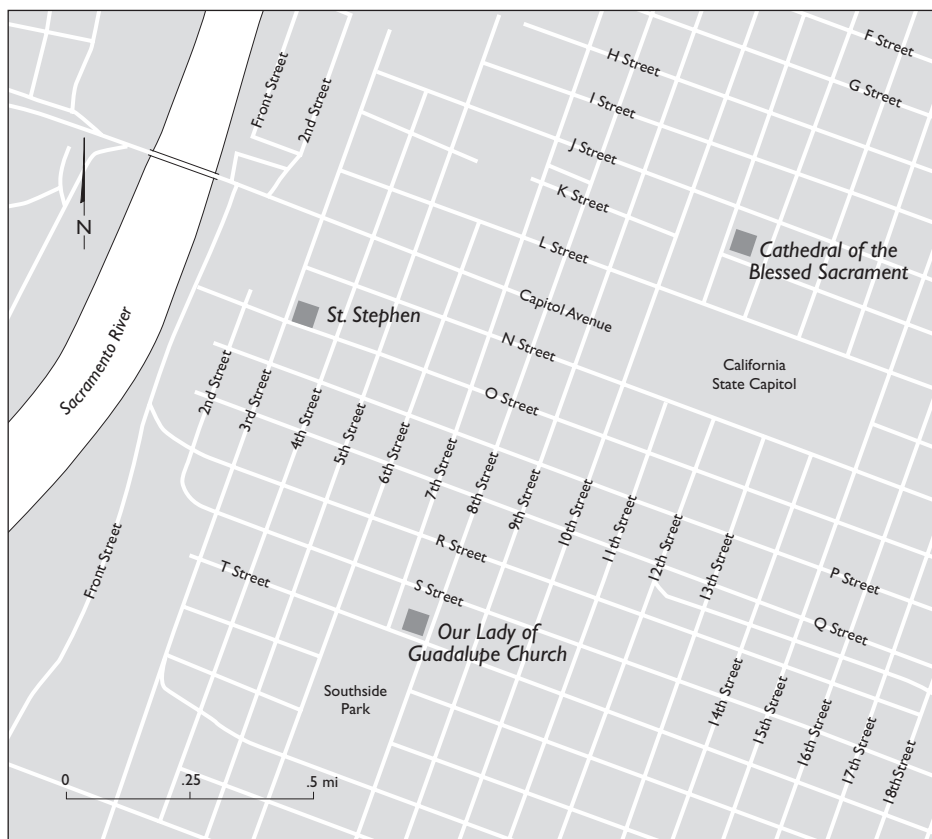 F Street
G Street
H Street
I Street
J Street
K Street
L Street
Capitol Avenue
N Street
O Street
Front Street
2nd Street
N
Cathedral of the
Blessed Sacrament
St. Stephen
California
State Capitol
Sacramento River
2nd Street
3rd Street
4th Street
5th Street
6th Street
7th Street
8th Street
9th Street
10th Street
11th Street
12th Street
13th Street
Front Street
R Street
S Street
T Street
P Street
Q Street
Our Lady of
Guadalupe Church
Southside
Park
14th Street
15th Street
16th Street
17th Street
18thStreet
0 .25 .5 mi